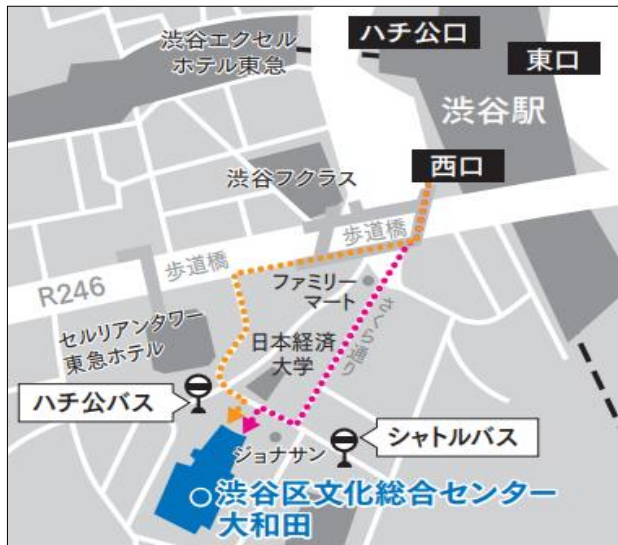 渋谷エクセル
ホテル東急
ハチ公口
東口
渋谷駅
西口
渋谷フクラス
歩道橋
歩道橋
R246
ファミリー
マート
さくら通り
セルリアンタワー
東急ホテル
日本経済
大学
ハチ公バス
シャトルバス
ジョナサン
渋谷区文化総合センター
大和田